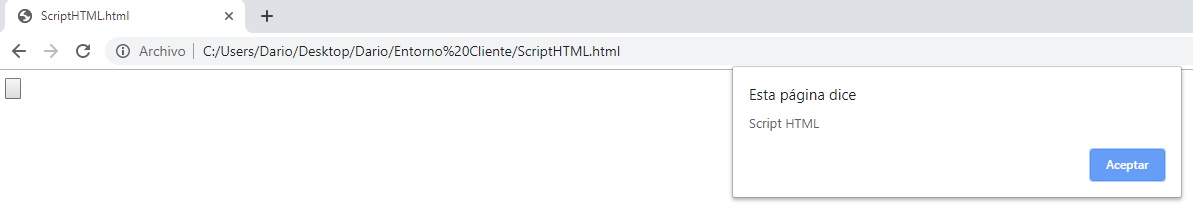 ScriptHTML.html
Archivo C:/Users/Dario/Desktop/Dario/Entorno%20Cliente/ScriptHTML.html
Esta página dice
Script HTML
Aceptar